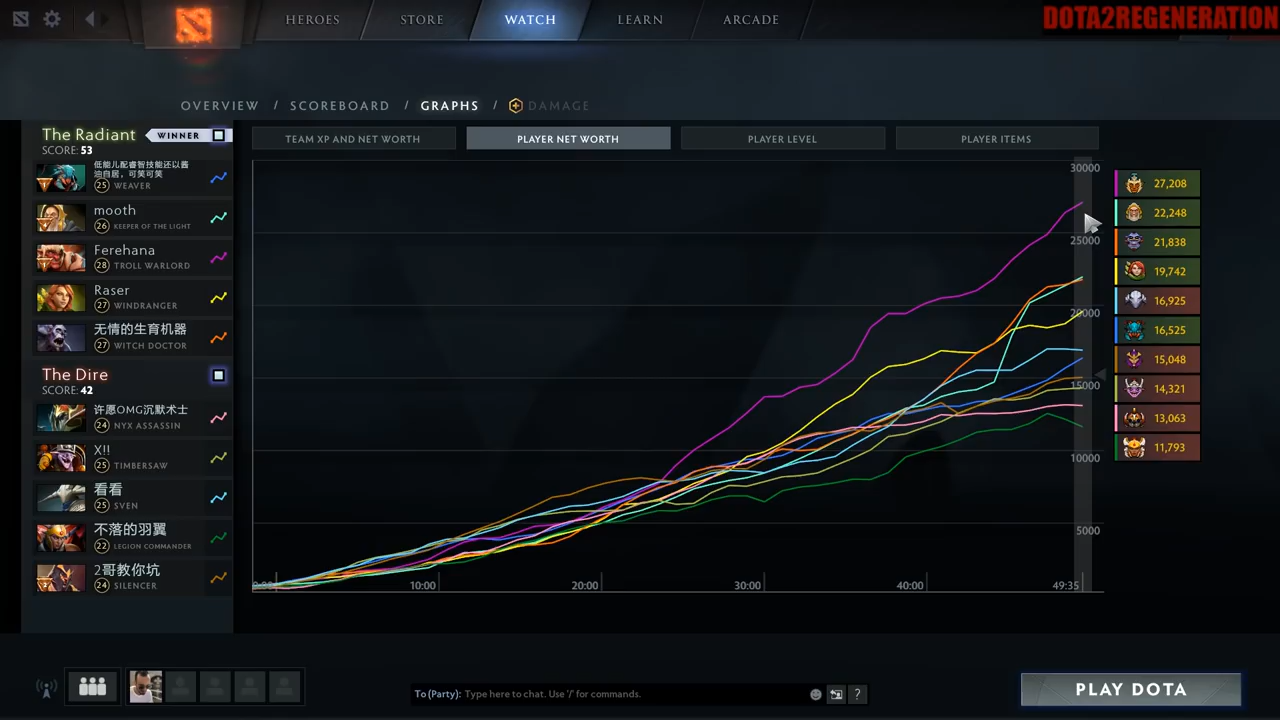 HEROES
STORE
WATCH
LEARN
ARCADE
DOTA2REGENERATION
OVERVIEW / SCOREBOARD / GRAPHS / DAMAGE
The Radiant
WINNER
SCORE: 53
低能儿配睿智技能还以酱
油自居，可笑可笑
25 WEAVER
mooth
26 KEEPER OF THE LIGHT
Ferehana
28 TROLL WARLORD
Raser
27 WINDRANGER
无情的生育机器
27 WITCH DOCTOR
The Dire
SCORE: 42
许愿OMG沉默术士
24 NYX ASSASSIN
X!!
25 TIMBERSAW
看看
25 SVEN
不落的羽翼
22 LEGION COMMANDER
2哥教你坑
24 SILENCER
TEAM XP AND NET WORTH
PLAYER NET WORTH
PLAYER LEVEL
PLAYER ITEMS
30000
25000
20000
15000
10000
5000
0:00
10:00
20:00
30:00
40:00
49:35
27,208
22,248
21,838
19,742
16,925
16,525
15,048
14,321
13,063
11,793
To (Party): Type here to chat. Use '/' for commands.
?
PLAY DOTA